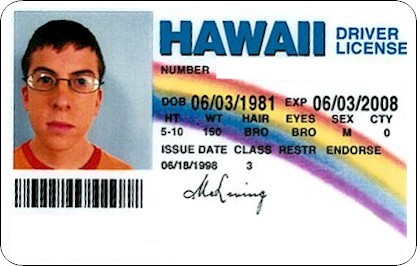 HAWAII DRIVER
LICENSE
NUMBER
DOB 06/03/1981 EXP 06/03/2008
HT WT HAIR EYES SEX CTY
5-10 150 BRO BRO M 0
ISSUE DATE CLASS RESTR ENDORSE
06/18/1998 3
McLoving